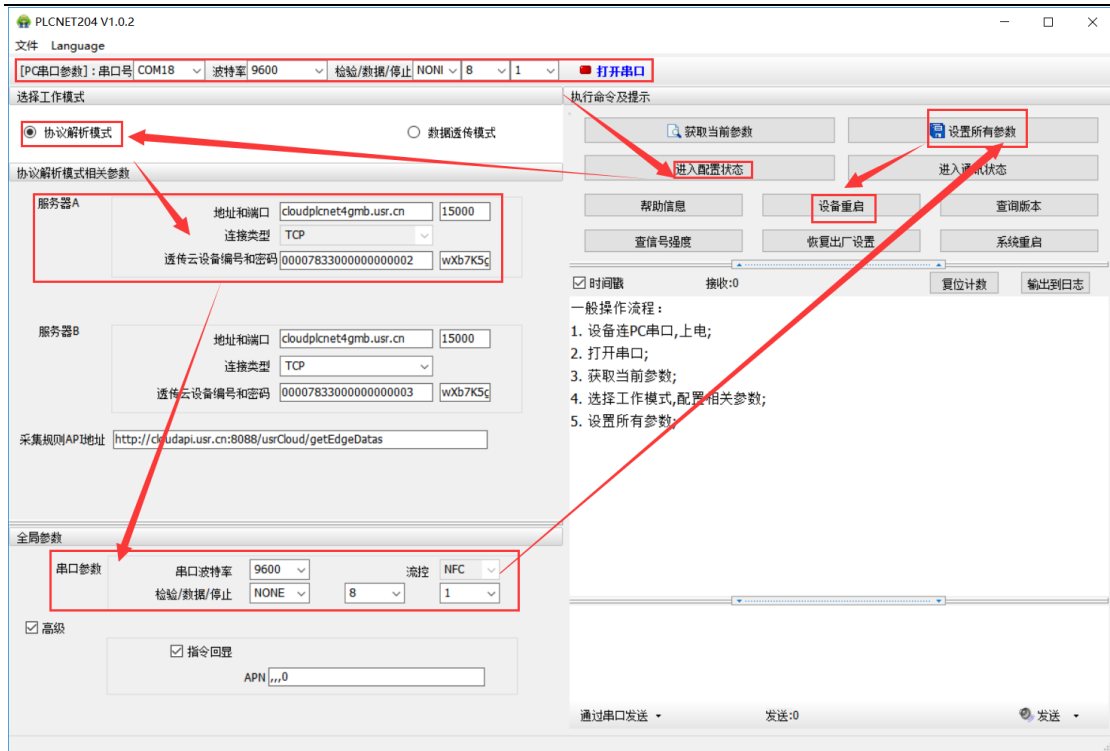 PLCNET204 V1.0.2
文件 Language
[PC串口参数]：串口号 COM18 波特率 9600 检验/数据/停止 NONI 8 1 打开串口
选择工作模式
协议解析模式 数据透传模式
协议解析模式相关参数
服务器A
地址和端口 cloudplcnet4gmb.usr.cn 15000
连接类型 TCP
透传云设备编号和密码 00007833000000000002 wXb7K5g
服务器B
地址和端口 cloudplcnet4gmb.usr.cn 15000
连接类型 TCP
透传云设备编号和密码 00007833000000000003 wXb7K5g
采集规则API地址 http://cloudapi.usr.cn:8088/usrCloud/getEdgeDatas
全局参数
串口参数 串口波特率 9600 流控 NFC
检验/数据/停止 NONE 8 1
高级
指令回显
APN ,,,0
执行命令及提示
获取当前参数 设置所有参数
进入配置状态 进入通讯状态
帮助信息 设备重启 查询版本
查信号强度 恢复出厂设置 系统重启
时间戳 接收:0 复位计数 输出到日志
一般操作流程：
1. 设备连PC串口,上电;
2. 打开串口;
3. 获取当前参数;
4. 选择工作模式,配置相关参数;
5. 设置所有参数;
通过串口发送 发送:0 发送